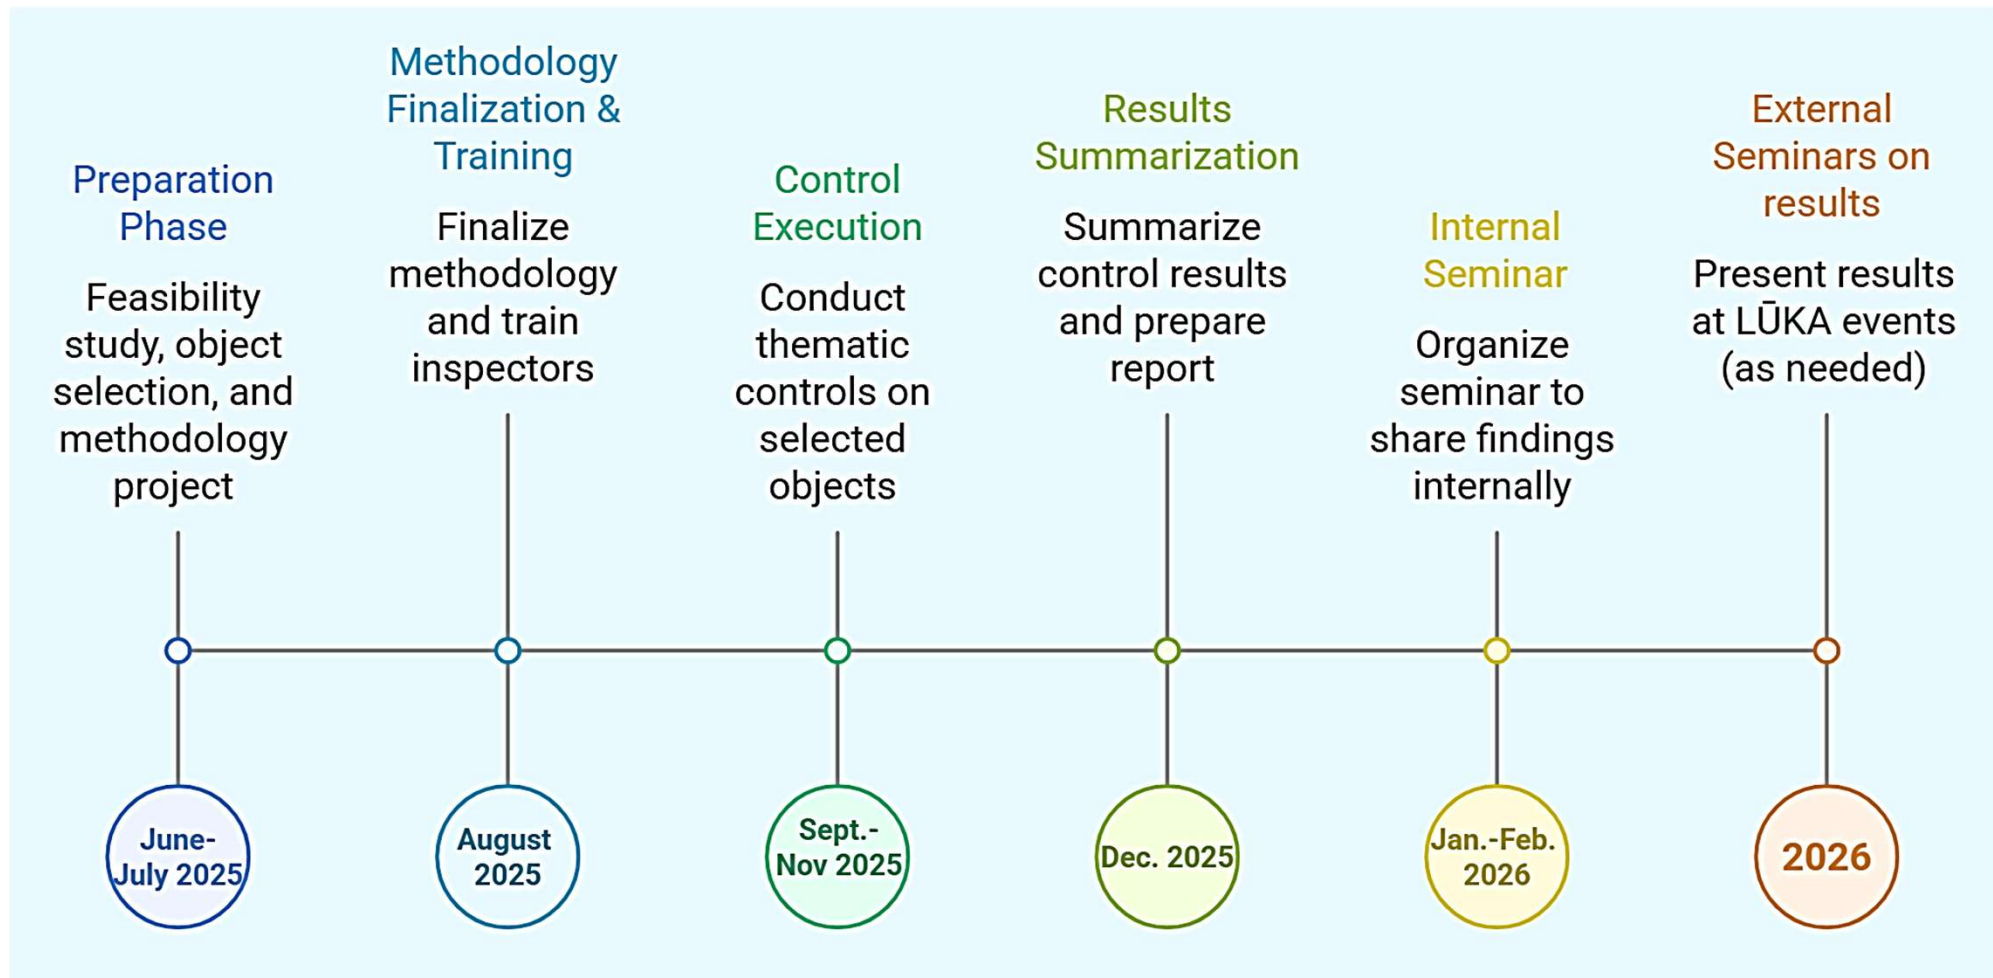 Preparation
Phase
Feasibility
study, object
selection, and
methodology
project
June-
July 2025
Methodology
Finalization &
Training
Finalize
methodology
and train
inspectors
August
2025
Control
Execution
Conduct
thematic
controls on
selected
objects
Sept.-
Nov 2025
Results
Summarization
Summarize
control results
and prepare
report
Dec. 2025
Internal
Seminar
Organize
seminar to
share findings
internally
Jan.-Feb.
2026
External
Seminars on
results
Present results
at LŪKA events
(as needed)
2026